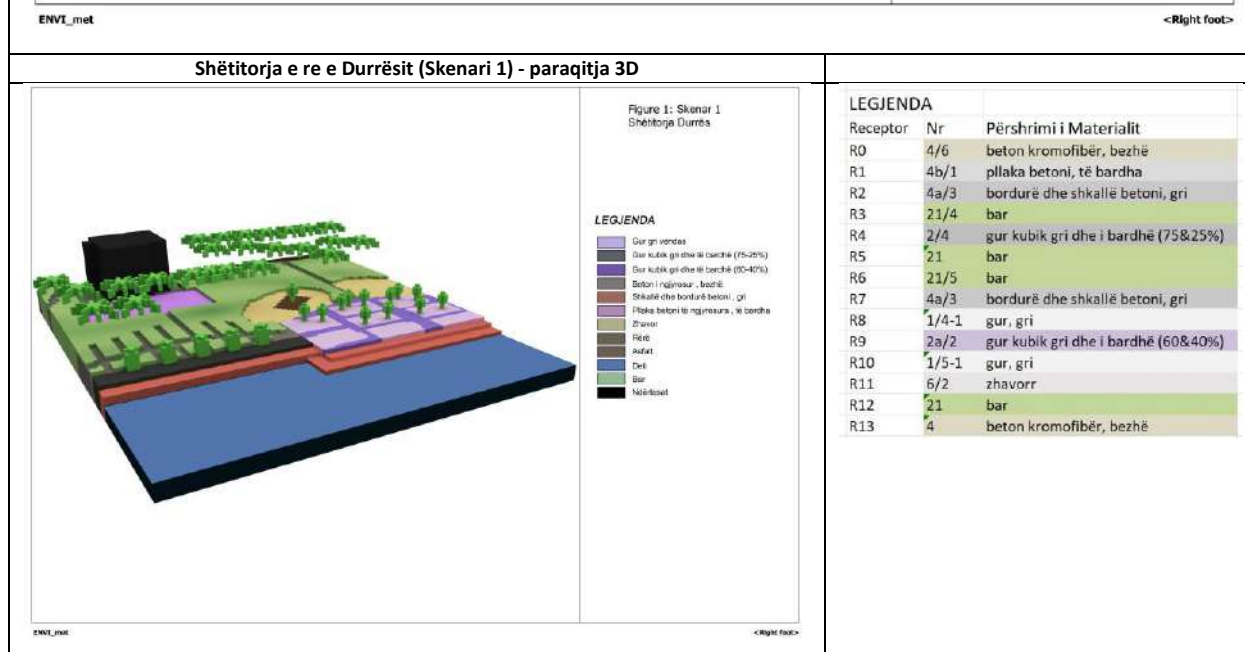 ENVI_met <Right foot>
Shëtitorja e re e Durrësit (Skenari 1) - paraqitja 3D
Figure 1: Skenar 1
Shëtitorja Durrës
LEGJENDA
Gur gri vendas
Gur kubik gri dhe të bardhë (75-25%)
Gur kubik gri dhe të bardhë (60-40%)
Beton i ngjyrosur , bezhë
Shkallë dhe bordurë betoni , gri
Pllaka betoni të ngjyrosura , të bardha
Zhavor
Rërë
Asfalt
Deti
Bar
Ndërtesat
ENVI_met <Right foot>
LEGJENDA
Receptor Nr Përshrimi i Materialit
R0 4/6 beton kromofibër, bezhë
R1 4b/1 pllaka betoni, të bardha
R2 4a/3 bordurë dhe shkallë betoni, gri
R3 21/4 bar
R4 2/4 gur kubik gri dhe i bardhë (75&25%)
R5 21 bar
R6 21/5 bar
R7 4a/3 bordurë dhe shkallë betoni, gri
R8 1/4-1 gur, gri
R9 2a/2 gur kubik gri dhe i bardhë (60&40%)
R10 1/5-1 gur, gri
R11 6/2 zhavorr
R12 21 bar
R13 4 beton kromofibër, bezhë